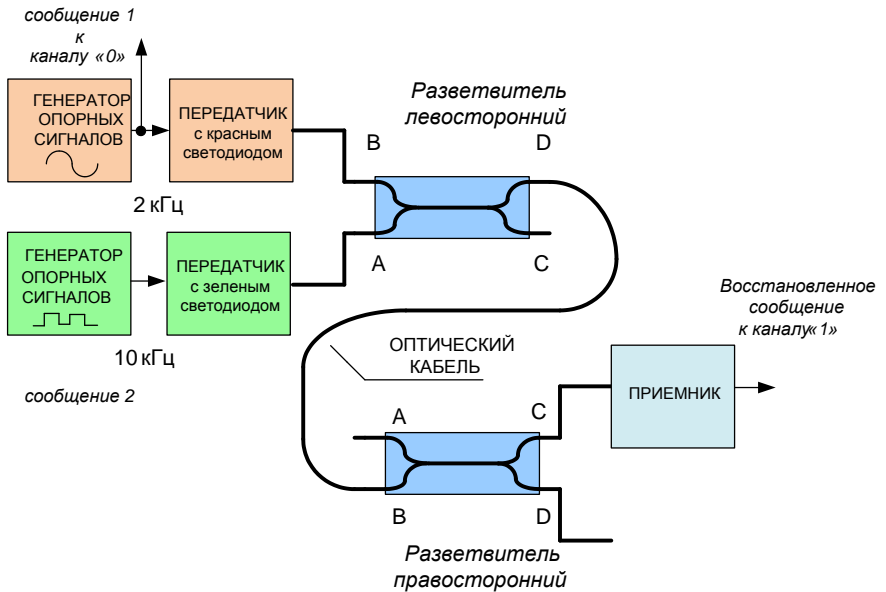 сообщение 1
к
каналу «0»
ГЕНЕРАТОР
ОПОРНЫХ
СИГНАЛОВ
ПЕРЕДАТЧИК
с красным
светодиодом
2 кГц
Разветвитель
левосторонний
B
D
A
C
ГЕНЕРАТОР
ОПОРНЫХ
СИГНАЛОВ
ПЕРЕДАТЧИК
с зеленым
светодиодом
10 кГц
сообщение 2
ОПТИЧЕСКИЙ
КАБЕЛЬ
Восстановленное
сообщение
к каналу«1»
ПРИЕМНИК
A
C
B
D
Разветвитель
правосторонний